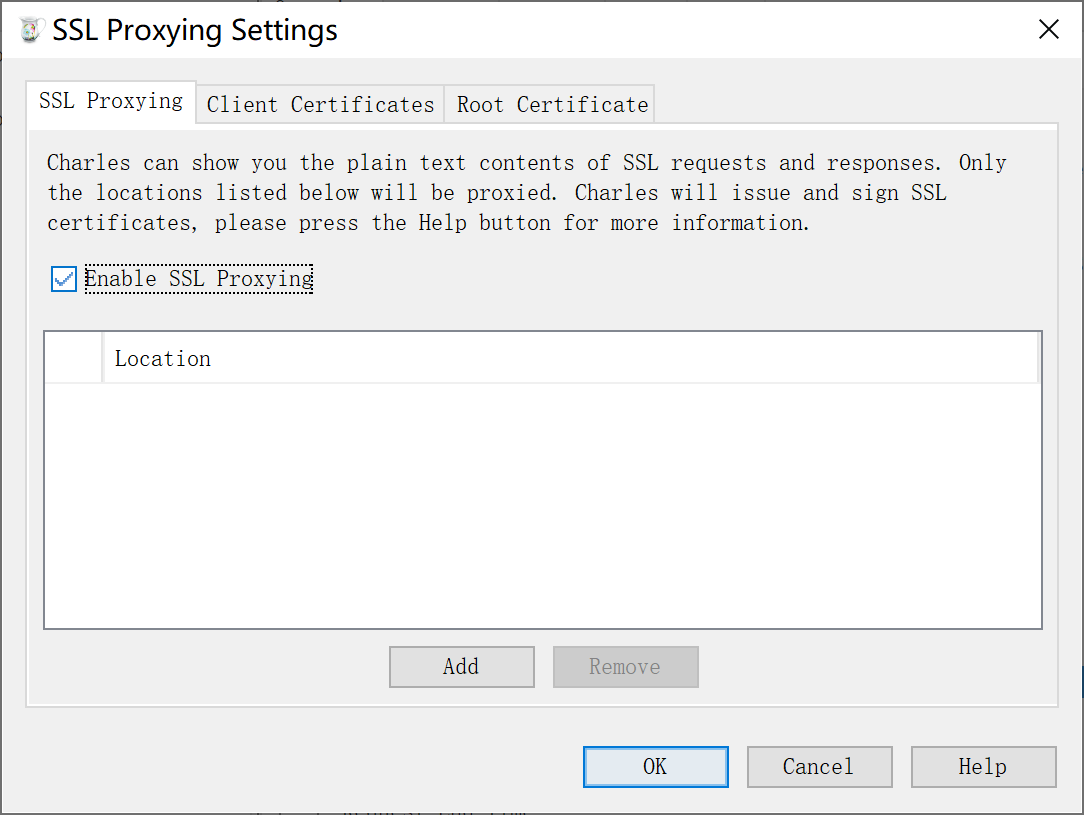 SSL Proxying Settings
SSL Proxying
Client Certificates
Root Certificate
Charles can show you the plain text contents of SSL requests and responses. Only
the locations listed below will be proxied. Charles will issue and sign SSL
certificates, please press the Help button for more information.
Enable SSL Proxying
Location
Add
Remove
OK
Cancel
Help